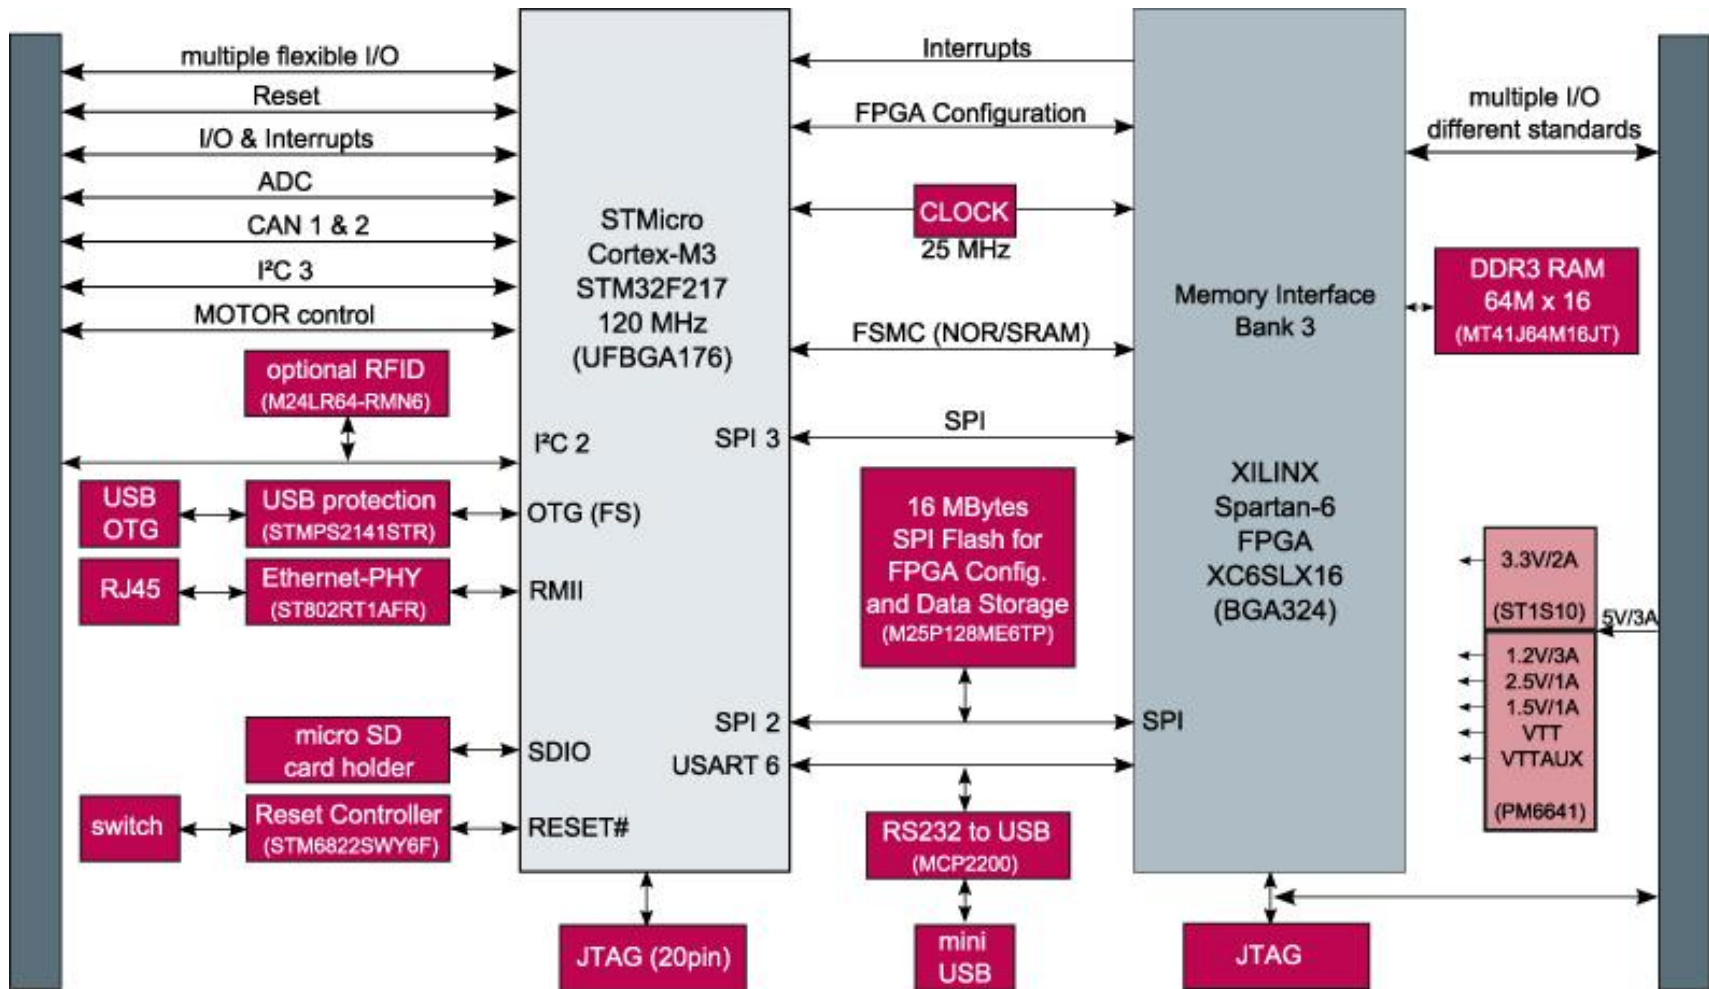 multiple flexible I/O
Reset
I/O & Interrupts
ADC
CAN 1 & 2
I²C 3
MOTOR control
optional RFID
(M24LR64-RMN6)
USB
OTG
USB protection
(STMPS2141STR)
RJ45
Ethernet-PHY
(ST802RT1AFR)
micro SD
card holder
switch
Reset Controller
(STM6822SWY6F)
STMicro
Cortex-M3
STM32F217
120 MHz
(UFBGA176)
I²C 2
OTG (FS)
RMII
SDIO
RESET#
SPI 3
SPI 2
USART 6
JTAG (20pin)
Interrupts
FPGA Configuration
CLOCK
25 MHz
FSMC (NOR/SRAM)
SPI
16 MBytes
SPI Flash for
FPGA Config.
and Data Storage
(M25P128ME6TP)
RS232 to USB
(MCP2200)
mini
USB
Memory Interface
Bank 3
XILINX
Spartan-6
FPGA
XC6SLX16
(BGA324)
SPI
JTAG
multiple I/O
different standards
DDR3 RAM
64M x 16
(MT41J64M16JT)
3.3V/2A
(ST1S10)
5V/3A
1.2V/3A
2.5V/1A
1.5V/1A
VTT
VTTAUX
(PM6641)